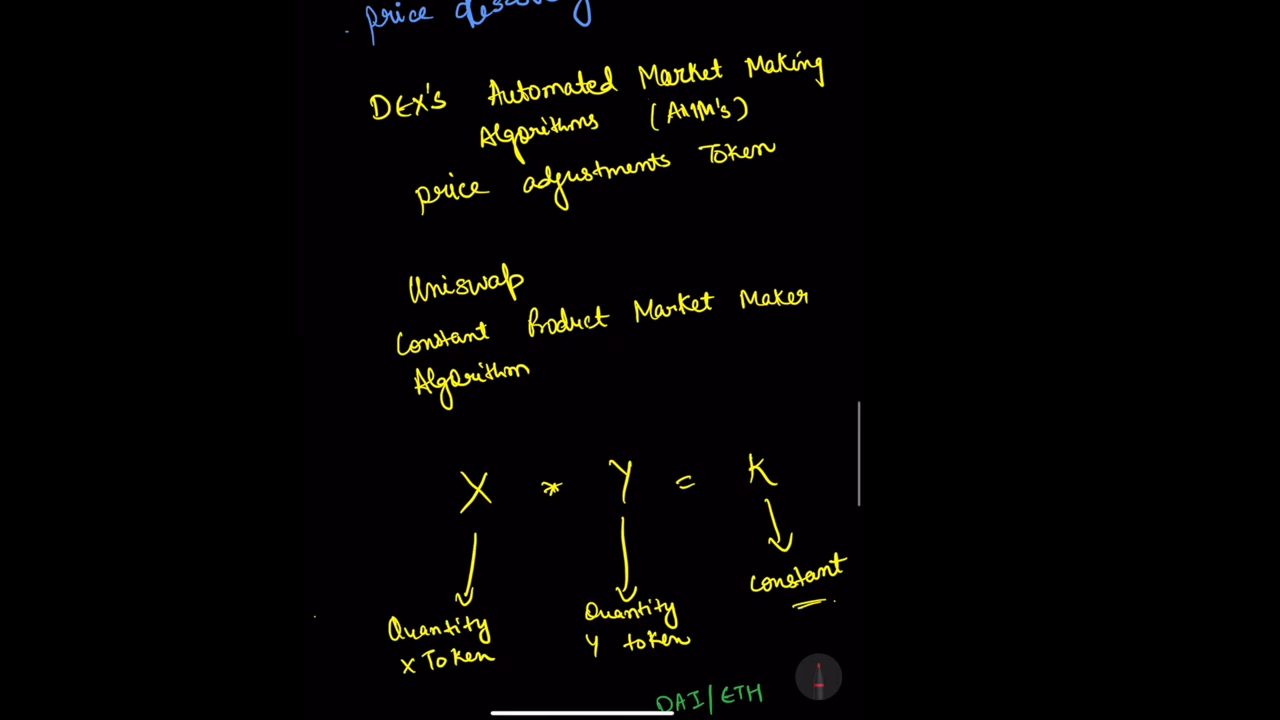 price discovery
DEX's Automated Market Making
Algorithms (AMM's)
price adjustments Token
Uniswap
Constant Product Market Maker
Algorithm
X * Y = K
Constant
Quantity
X Token
Quantity
Y token
DAI/ETH